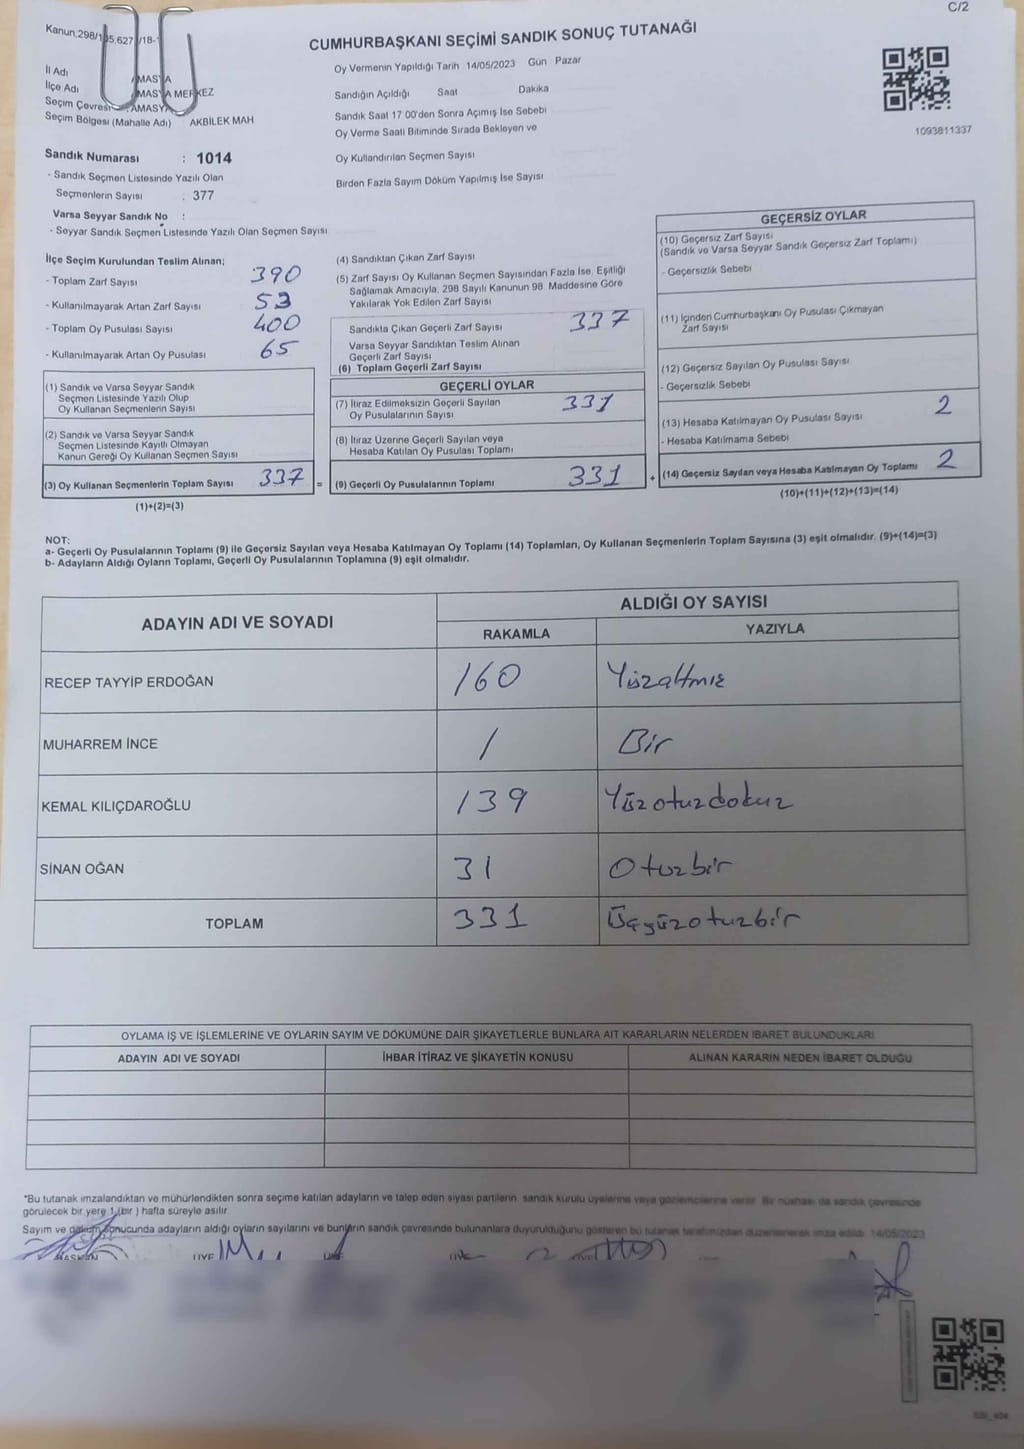 C/2
Kanun,298/1 5,627 /18-1
CUMHURBAŞKANI SEÇİMİ SANDIK SONUÇ TUTANAĞI
İl Adı AMASYA
İlçe Adı AMASYA MERKEZ
Seçim Çevresi : AMASYA
Seçim Bölgesi (Mahalle Adı) AKBİLEK MAH
Sandık Numarası : 1014
- Sandık Seçmen Listesinde Yazılı Olan
Seçmenlerin Sayısı : 377
Varsa Seyyar Sandık No :
- Seyyar Sandık Seçmen Listesinde Yazılı Olan Seçmen Sayısı
Oy Vermenin Yapıldığı Tarih 14/05/2023 Gün Pazar
Sandığın Açıldığı Saat Dakika
Sandık Saat 17 00'den Sonra Açımış İse Sebebi
Oy Verme Saati Bitiminde Sırada Bekleyen ve
Oy Kullandırılan Seçmen Sayısı
Birden Fazla Sayım Döküm Yapılmış İse Sayısı
1093811337
İlçe Seçim Kurulundan Teslim Alınan;
- Toplam Zarf Sayısı 390
- Kullanılmayarak Artan Zarf Sayısı 53
- Toplam Oy Pusulası Sayısı 400
- Kullanılmayarak Artan Oy Pusulası 65
(1) Sandık ve Varsa Seyyar Sandık
Seçmen Listesinde Yazılı Olup
Oy Kullanan Seçmenlerin Sayısı
(2) Sandık ve Varsa Seyyar Sandık
Seçmen Listesinde Kayıtlı Olmayan
Kanun Gereği Oy Kullanan Seçmen Sayısı
(3) Oy Kullanan Seçmenlerin Toplam Sayısı 337 =
(1)+(2)=(3)
(4) Sandıktan Çıkan Zarf Sayısı
(5) Zarf Sayısı Oy Kullanan Seçmen Sayısından Fazla İse, Eşitliği
Sağlamak Amacıyla, 298 Sayılı Kanunun 98. Maddesine Göre
Yakılarak Yok Edilen Zarf Sayısı
Sandıkta Çıkan Geçerli Zarf Sayısı 337
Varsa Seyyar Sandıktan Teslim Alınan
Geçerli Zarf Sayısı
(6) Toplam Geçerli Zarf Sayısı
GEÇERLİ OYLAR
(7) İtiraz Edilmeksizin Geçerli Sayılan
Oy Pusulalarının Sayısı 331
(8) İtiraz Üzerine Geçerli Sayılan veya
Hesaba Katılan Oy Pusulası Toplamı
(9) Geçerli Oy Pusulalarının Toplamı 331 +
GEÇERSİZ OYLAR
(10) Geçersiz Zarf Sayısı
(Sandık ve Varsa Seyyar Sandık Geçersiz Zarf Toplamı)
- Geçersizlik Sebebi
(11) İçinden Cumhurbaşkanı Oy Pusulası Çıkmayan
Zarf Sayısı
(12) Geçersiz Sayılan Oy Pusulası Sayısı
- Geçersizlik Sebebi
(13) Hesaba Katılmayan Oy Pusulası Sayısı 2
- Hesaba Katılmama Sebebi
(14) Geçersiz Sayılan veya Hesaba Katılmayan Oy Toplamı 2
(10)+(11)+(12)+(13)=(14)
NOT:
a- Geçerli Oy Pusulalarının Toplamı (9) ile Geçersiz Sayılan veya Hesaba Katılmayan Oy Toplamı (14) Toplamları, Oy Kullanan Seçmenlerin Toplam Sayısına (3) eşit olmalıdır. (9)+(14)=(3)
b- Adayların Aldığı Oyların Toplamı, Geçerli Oy Pusulalarının Toplamına (9) eşit olmalıdır.
ADAYIN ADI VE SOYADI ALDIĞI OY SAYISI
RAKAMLA YAZIYLA
RECEP TAYYİP ERDOĞAN 160 Yüzaltmış
MUHARREM İNCE 1 Bir
KEMAL KILIÇDAROĞLU 139 Yüzotuzdokuz
SİNAN OĞAN 31 Otuzbir
TOPLAM 331 Üçyüzotuzbir
OYLAMA İŞ VE İŞLEMLERİNE VE OYLARIN SAYIM VE DÖKÜMÜNE DAİR ŞİKAYETLERLE BUNLARA AİT KARARLARIN NELERDEN İBARET BULUNDUKLARI
ADAYIN ADI VE SOYADI İHBAR İTİRAZ VE ŞİKAYETİN KONUSU ALINAN KARARIN NEDEN İBARET OLDUĞU
*Bu tutanak imzalandıktan ve mühürlendikten sonra seçime katılan adayların ve talep eden siyasi partilerin sandık kurulu üyelerine veya gözlemcilerine verilir. Bir nüshası da sandık çevresinde
görülecek bir yere 1 (bir ) hafta süreyle asılır.
Sayım ve döküm sonucunda adayların aldığı oyların sayılarını ve bunların sandık çevresinde bulunanlara duyurulduğunu gösteren bu tutanak tarafımızdan düzenlenerek imza edildi 14/05/2023
BAŞKAN ÜYE ÜYE ÜYE ÜYE